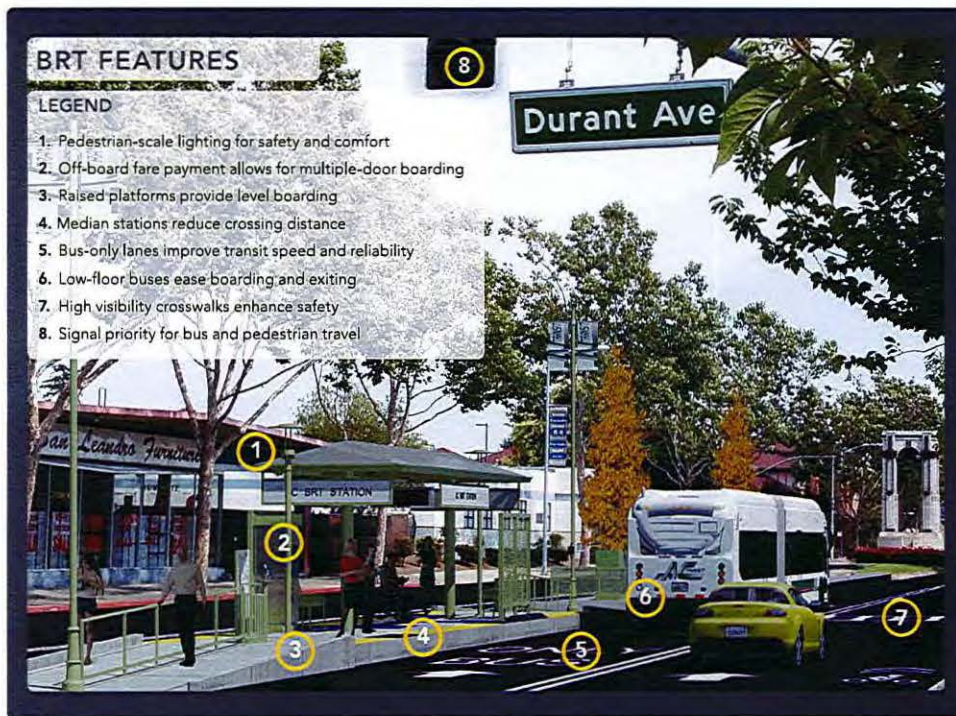 BRT FEATURES
LEGEND
1. Pedestrian-scale lighting for safety and comfort
2. Off-board fare payment allows for multiple-door boarding
3. Raised platforms provide level boarding
4. Median stations reduce crossing distance
5. Bus-only lanes improve transit speed and reliability
6. Low-floor buses ease boarding and exiting
7. High visibility crosswalks enhance safety
8. Signal priority for bus and pedestrian travel
8
Durant Ave
San Leandro Furniture
1
C BRT STATION
2
AC
6
7
3
4
5
BUS